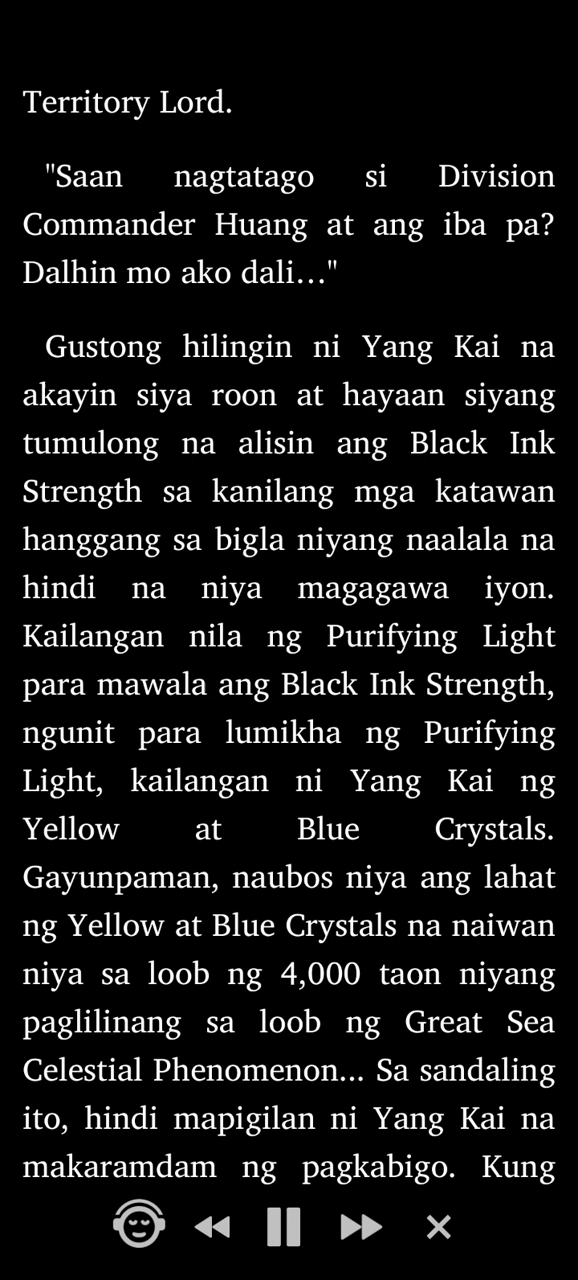 Territory Lord.
"Saan nagtatago si Division
Commander Huang at ang iba pa?
Dalhin mo ako dali…"
Gustong hilingin ni Yang Kai na
akayin siya roon at hayaan siyang
tumulong na alisin ang Black Ink
Strength sa kanilang mga katawan
hanggang sa bigla niyang naalala na
hindi na niya magagawa iyon.
Kailangan nila ng Purifying Light
para mawala ang Black Ink Strength,
ngunit para lumikha ng Purifying
Light, kailangan ni Yang Kai ng
Yellow at Blue Crystals.
Gayunpaman, naubos niya ang lahat
ng Yellow at Blue Crystals na naiwan
niya sa loob ng 4,000 taon niyang
paglilinang sa loob ng Great Sea
Celestial Phenomenon... Sa sandaling
ito, hindi mapigilan ni Yang Kai na
makaramdam ng pagkabigo. Kung